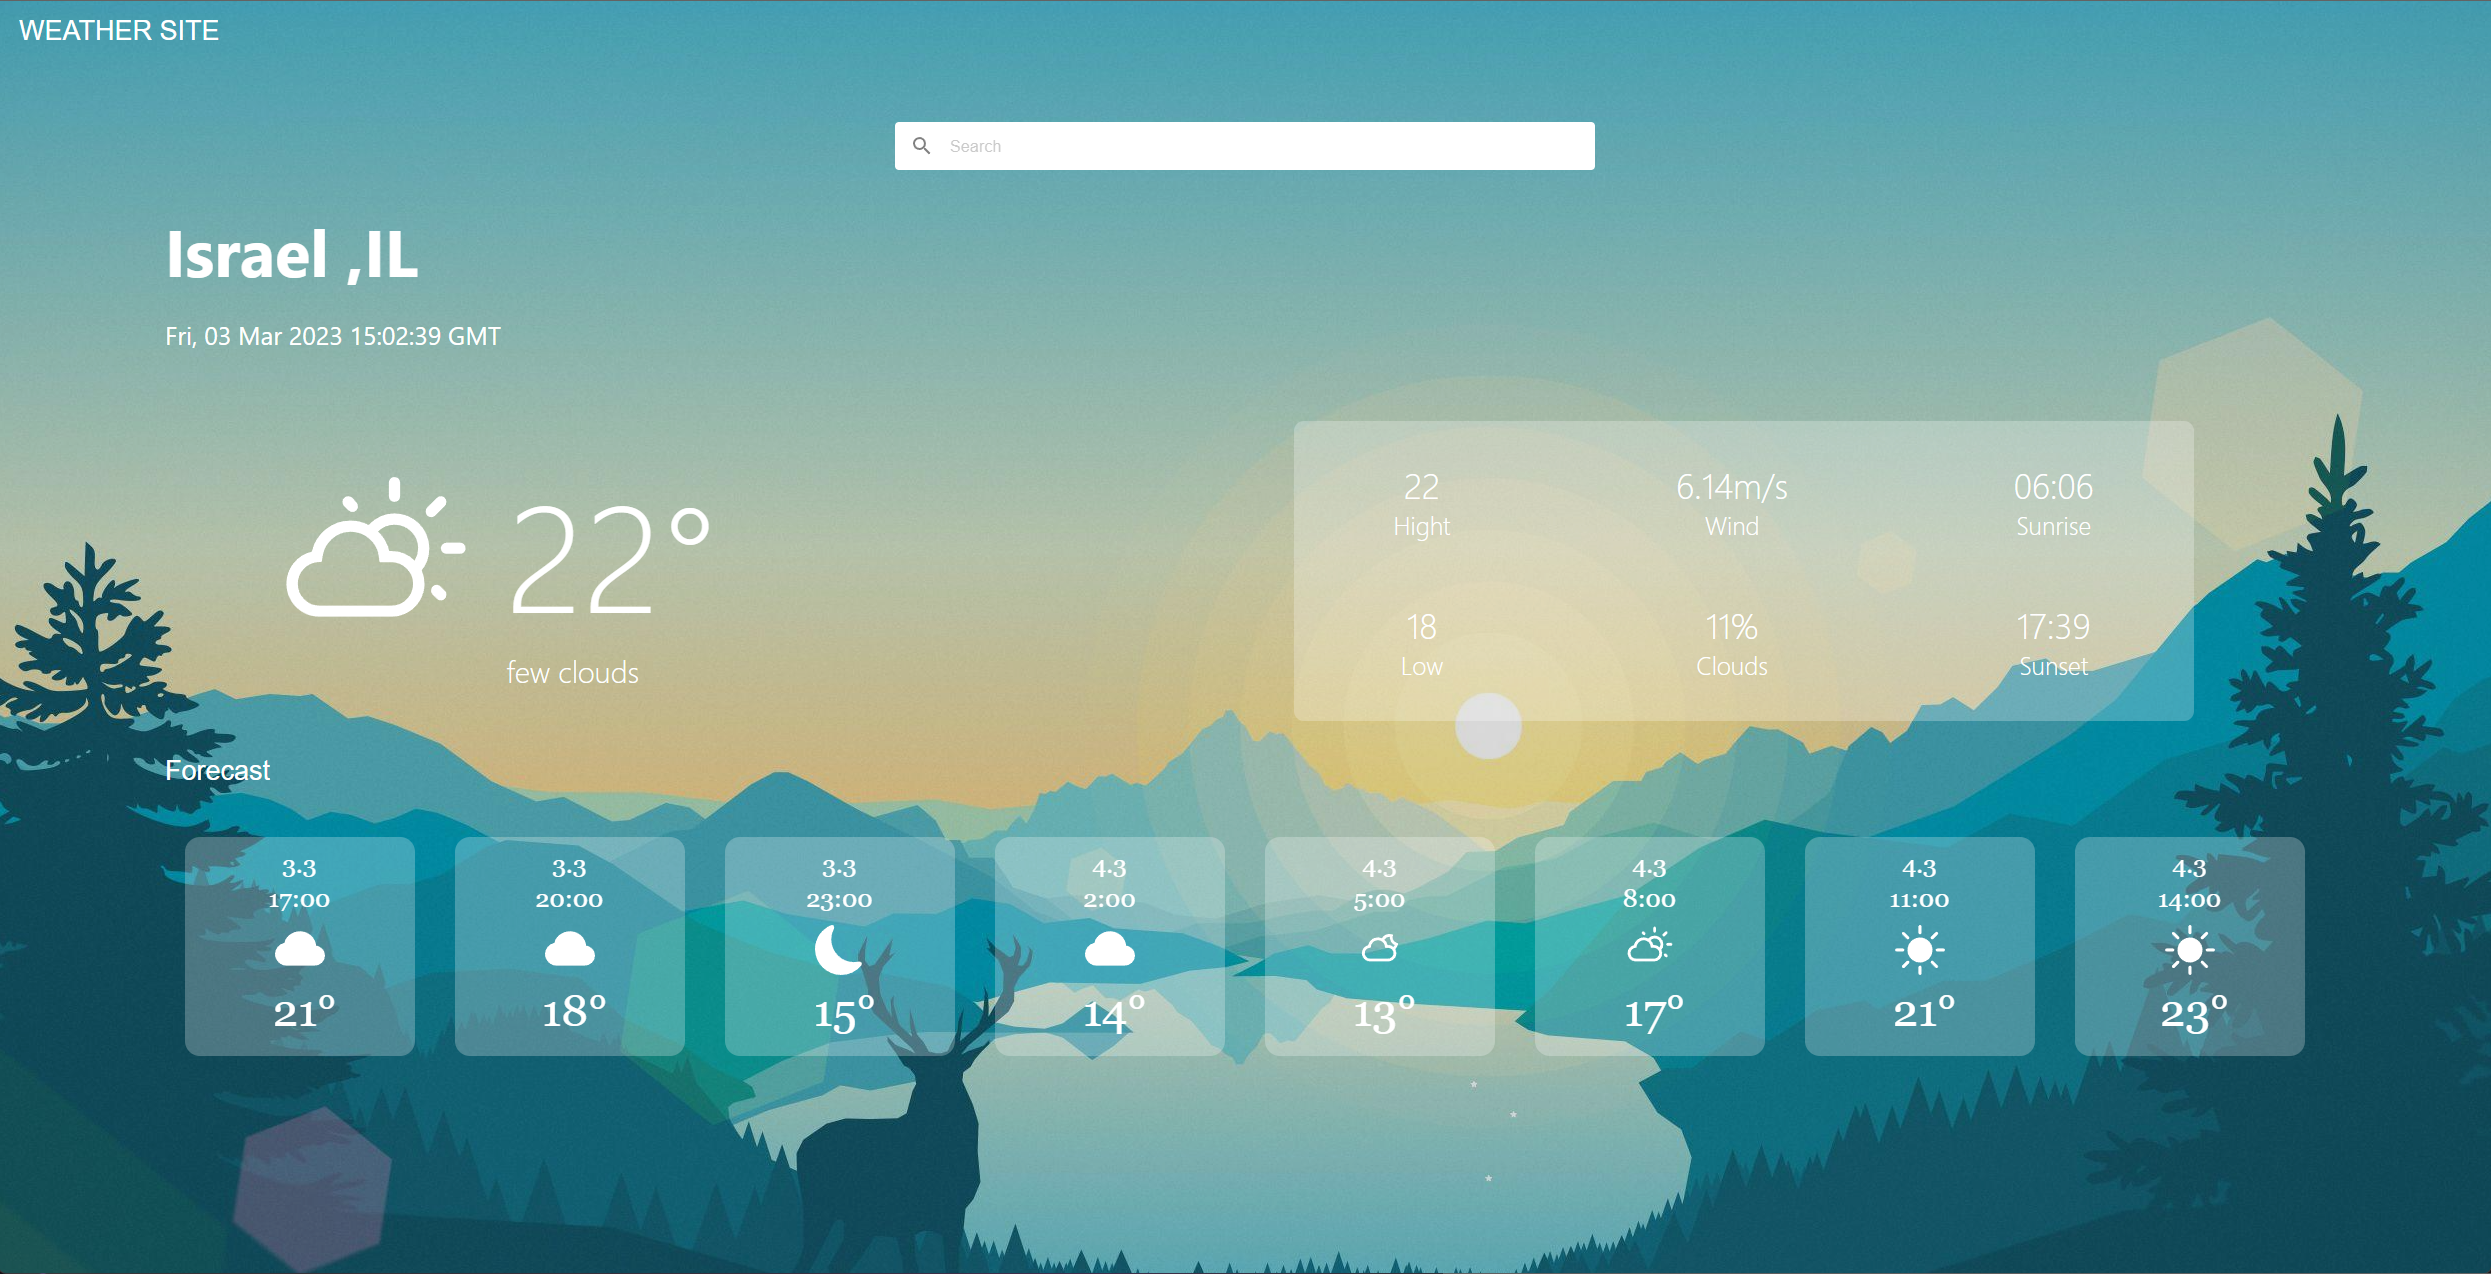 WEATHER SITE
Search
Israel ,IL
Fri, 03 Mar 2023 15:02:39 GMT
22°
few clouds
22
Hight
6.14m/s
Wind
06:06
Sunrise
18
Low
11%
Clouds
17:39
Sunset
Forecast
3.3
17:00
21°
3.3
20:00
18°
3.3
23:00
15°
4.3
2:00
14°
4.3
5:00
13°
4.3
8:00
17°
4.3
11:00
21°
4.3
14:00
23°